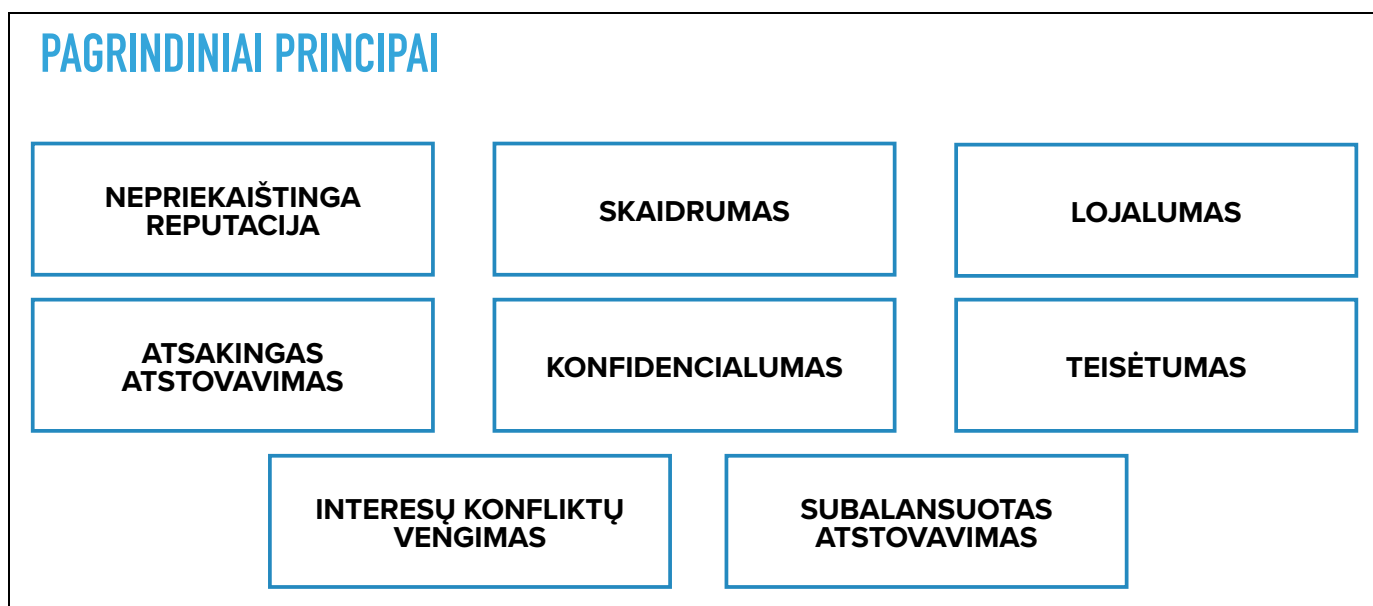 PAGRINDINIAI PRINCIPAI
NEPRIEKAIŠTINGA
REPUTACIJA
SKAIDRUMAS
LOJALUMAS
ATSAKINGAS
ATSTOVAVIMAS
KONFIDENCIALUMAS
TEISĖTUMAS
INTERESŲ KONFLIKTŲ
VENGIMAS
SUBALANSUOTAS
ATSTOVAVIMAS